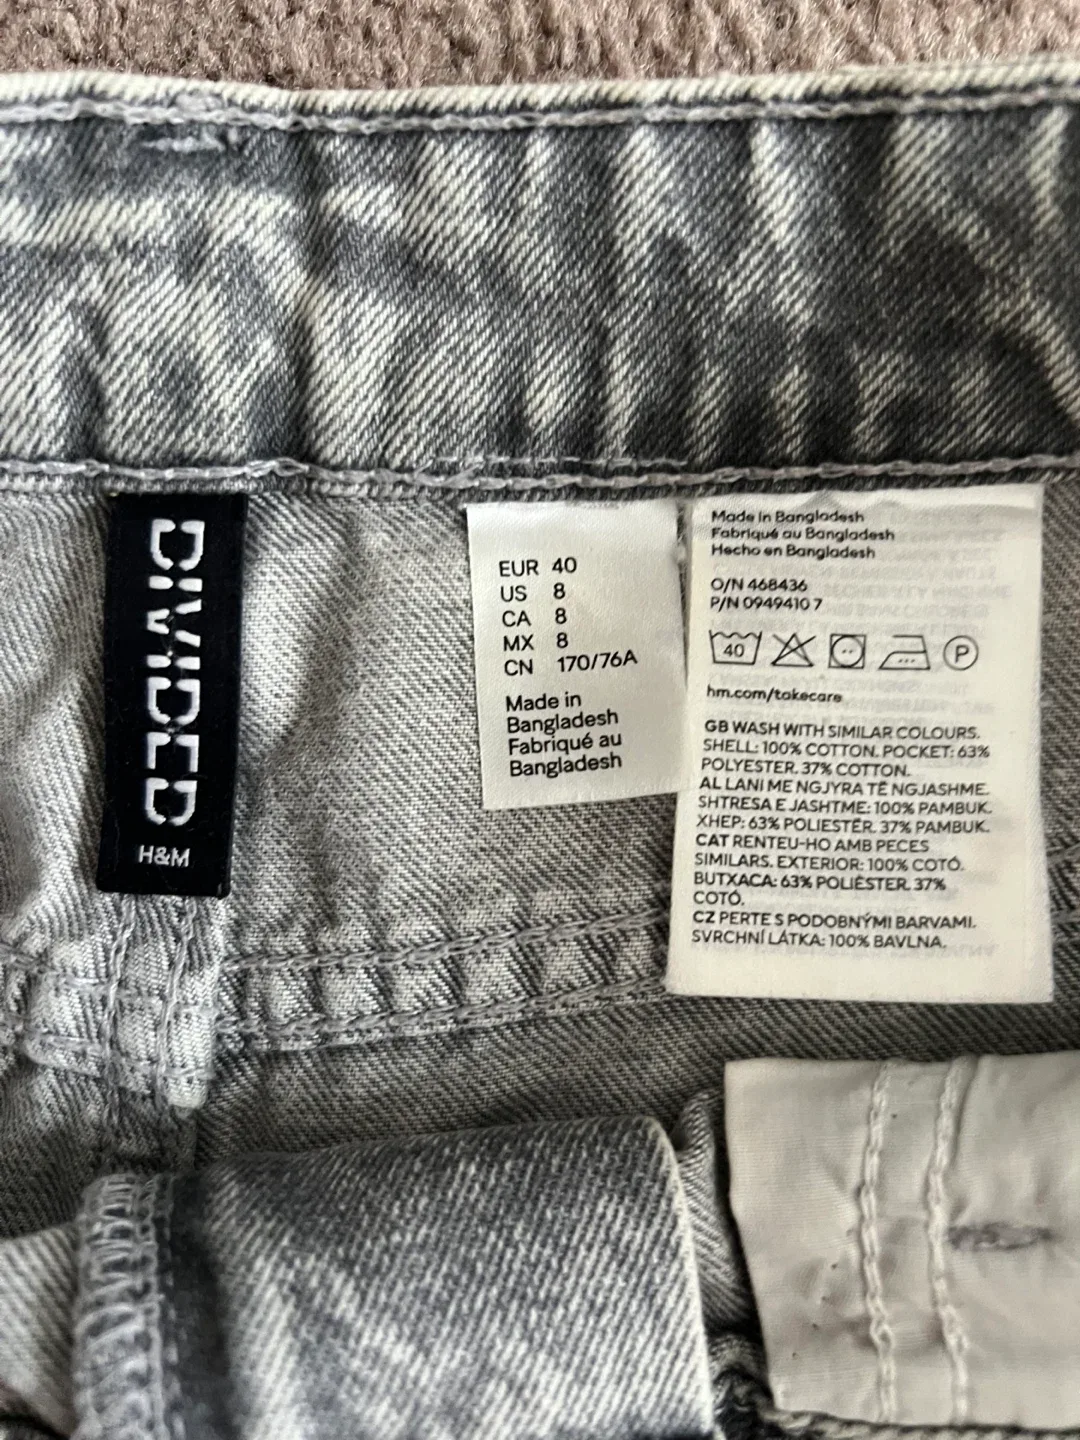 DIVIDED
H&M
EUR 40
US 8
CA 8
MX 8
CN 170/76A
Made in
Bangladesh
Fabriqué au
Bangladesh
Made in Bangladesh
Fabriqué au Bangladesh
Hecho en Bangladesh
O/N 468436
P/N 0949410 7
40
P
hm.com/takecare
GB WASH WITH SIMILAR COLOURS.
SHELL: 100% COTTON. POCKET: 63%
POLYESTER. 37% COTTON.
AL LANI ME NGJYRA TË NGJASHME.
SHTRESA E JASHTME: 100% PAMBUK.
XHEP: 63% POLIESTËR. 37% PAMBUK.
CAT RENTEU-HO AMB PECES
SIMILARS. EXTERIOR: 100% COTÓ.
BUTXACA: 63% POLIÈSTER. 37%
COTÓ.
CZ PERTE S PODOBNÝMI BARVAMI.
SVRCHNÍ LÁTKA: 100% BAVLNA.